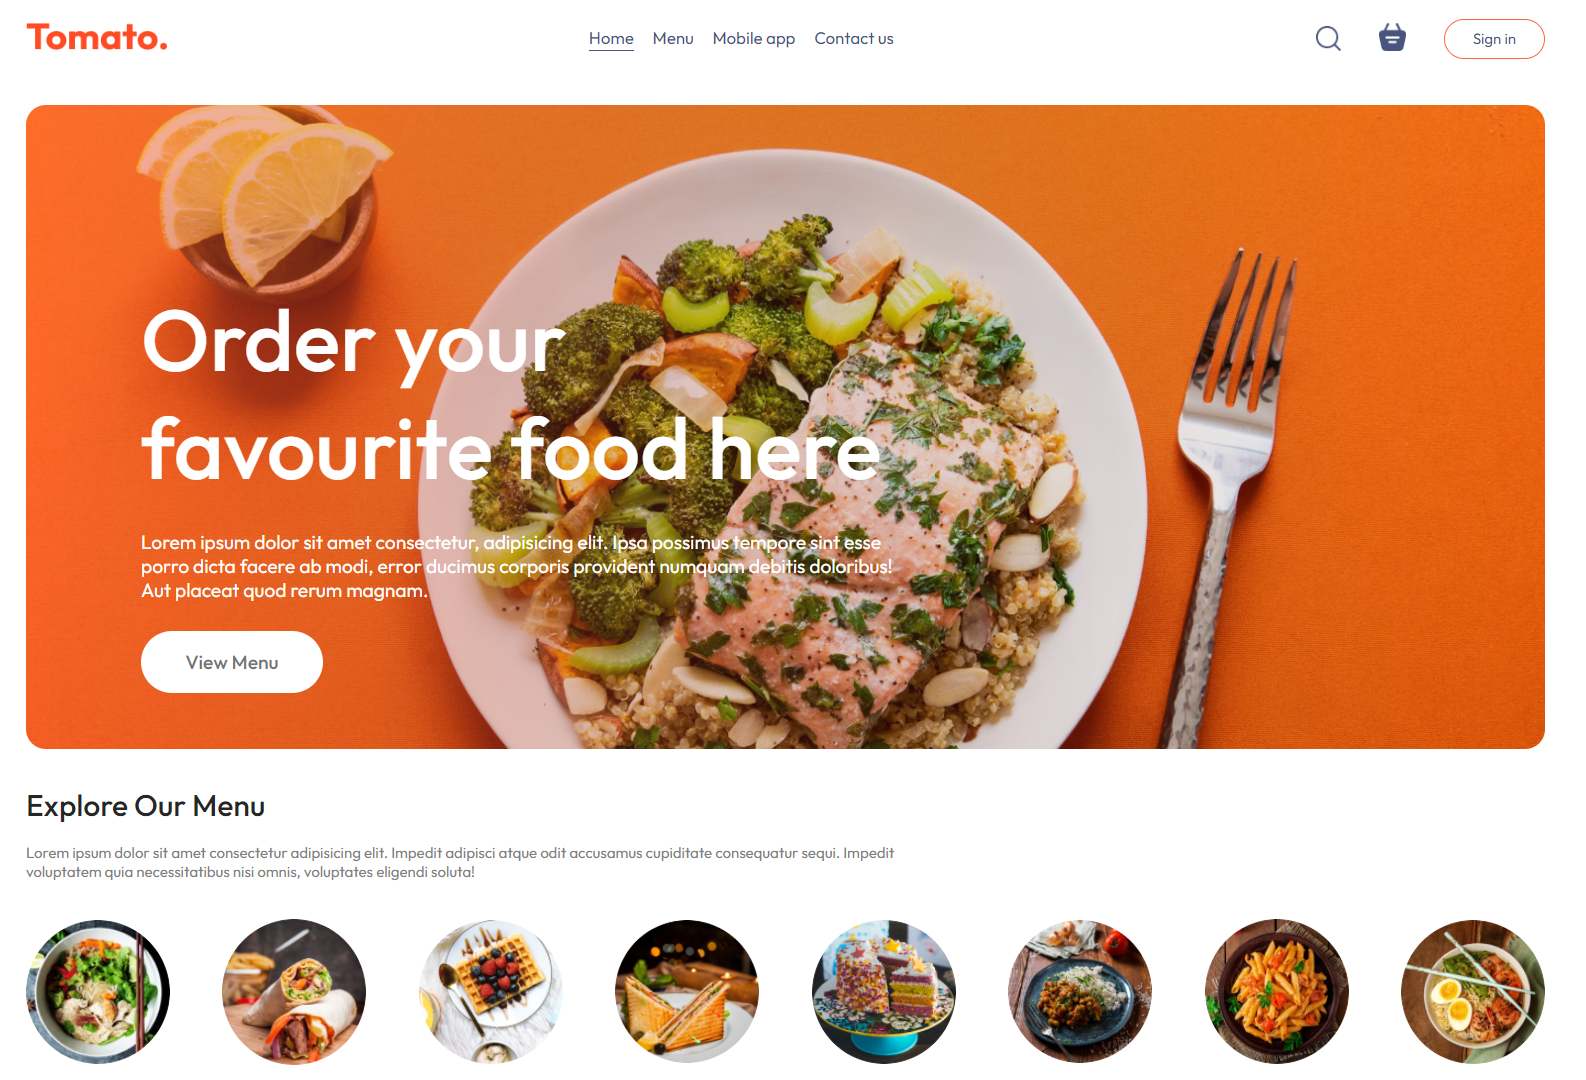 Tomato.
Home Menu Mobile app Contact us
Sign in
Order your
favourite food here
Lorem ipsum dolor sit amet consectetur, adipisicing elit. Ipsa possimus tempore sint esse
porro dicta facere ab modi, error ducimus corporis provident numquam debitis doloribus!
Aut placeat quod rerum magnam.
View Menu
Explore Our Menu
Lorem ipsum dolor sit amet consectetur adipisicing elit. Impedit adipisci atque odit accusamus cupiditate consequatur sequi. Impedit
voluptatem quia necessitatibus nisi omnis, voluptates eligendi soluta!